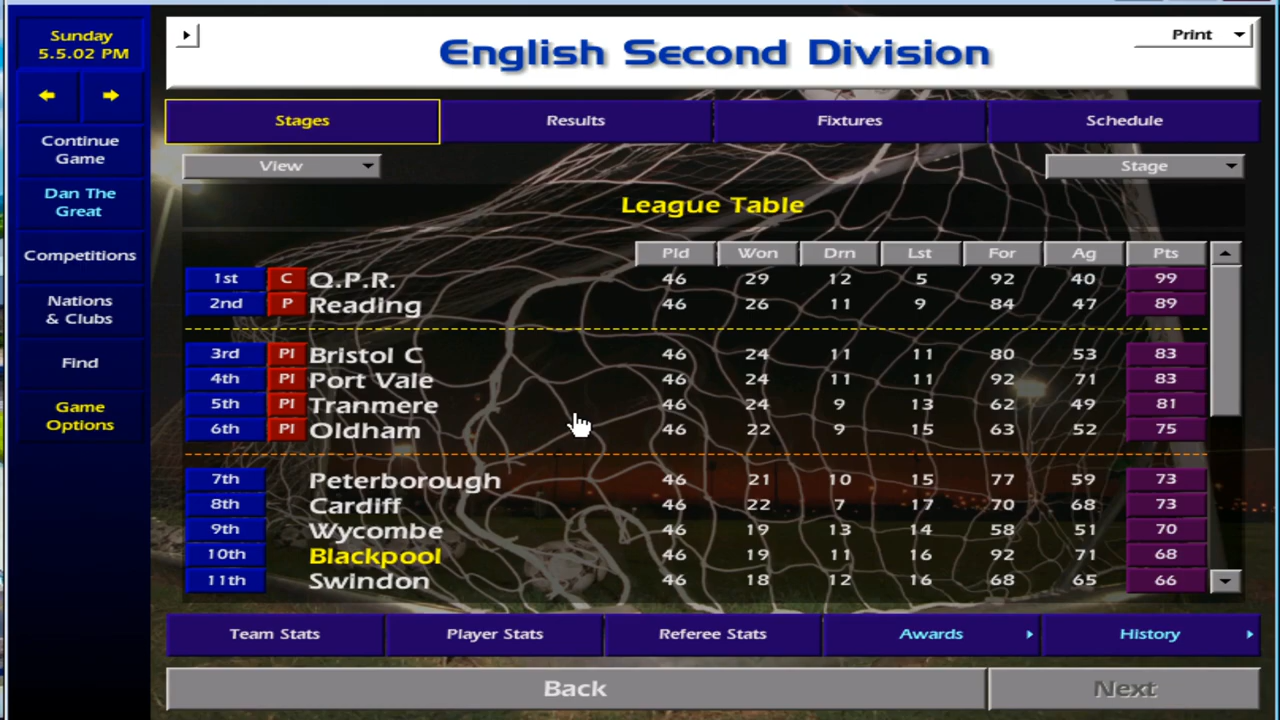 Sunday
5.5.02 PM
Continue
Game
Dan The
Great
Competitions
Nations
& Clubs
Find
Game
Options
English Second Division
Print
Stages Results Fixtures Schedule
View Stage
League Table
Pld Won Drn Lst For Ag Pts
1st C Q.P.R. 46 29 12 5 92 40 99
2nd P Reading 46 26 11 9 84 47 89
3rd Pl Bristol C 46 24 11 11 80 53 83
4th Pl Port Vale 46 24 11 11 92 71 83
5th Pl Tranmere 46 24 9 13 62 49 81
6th Pl Oldham 46 22 9 15 63 52 75
7th Peterborough 46 21 10 15 77 59 73
8th Cardiff 46 22 7 17 70 68 73
9th Wycombe 46 19 13 14 58 51 70
10th Blackpool 46 19 11 16 92 71 68
11th Swindon 46 18 12 16 68 65 66
Team Stats Player Stats Referee Stats Awards History
Back Next